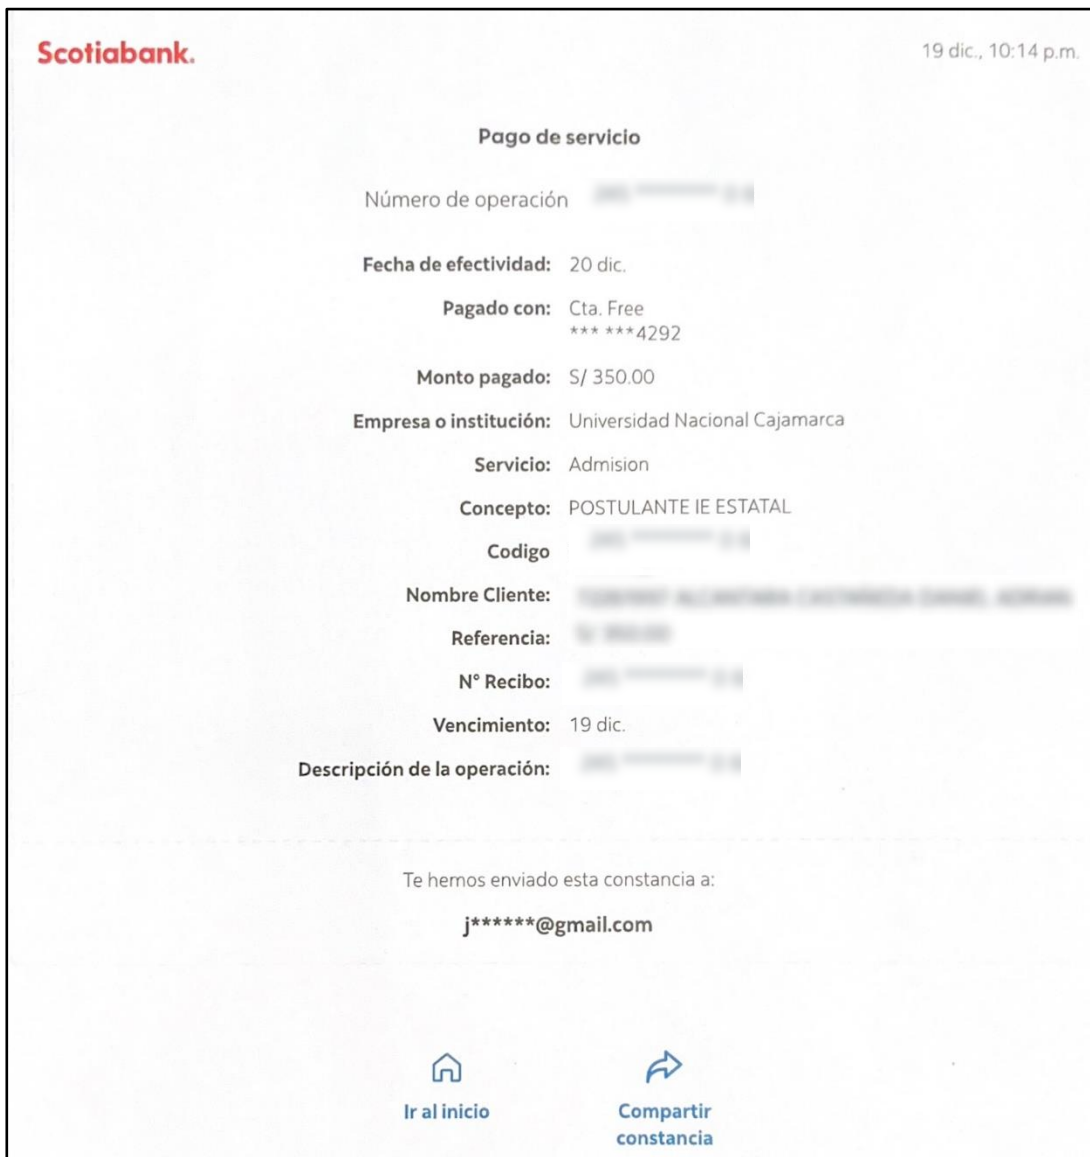 Scotiabank.
19 dic., 10:14 p.m.
Pago de servicio
Número de operación
Fecha de efectividad: 20 dic.
Pagado con: Cta. Free
*** ***4292
Monto pagado: S/ 350.00
Empresa o institución: Universidad Nacional Cajamarca
Servicio: Admision
Concepto: POSTULANTE IE ESTATAL
Codigo
Nombre Cliente:
Referencia:
N° Recibo:
Vencimiento: 19 dic.
Descripción de la operación:
Te hemos enviado esta constancia a:
j******@gmail.com
Ir al inicio
Compartir
constancia